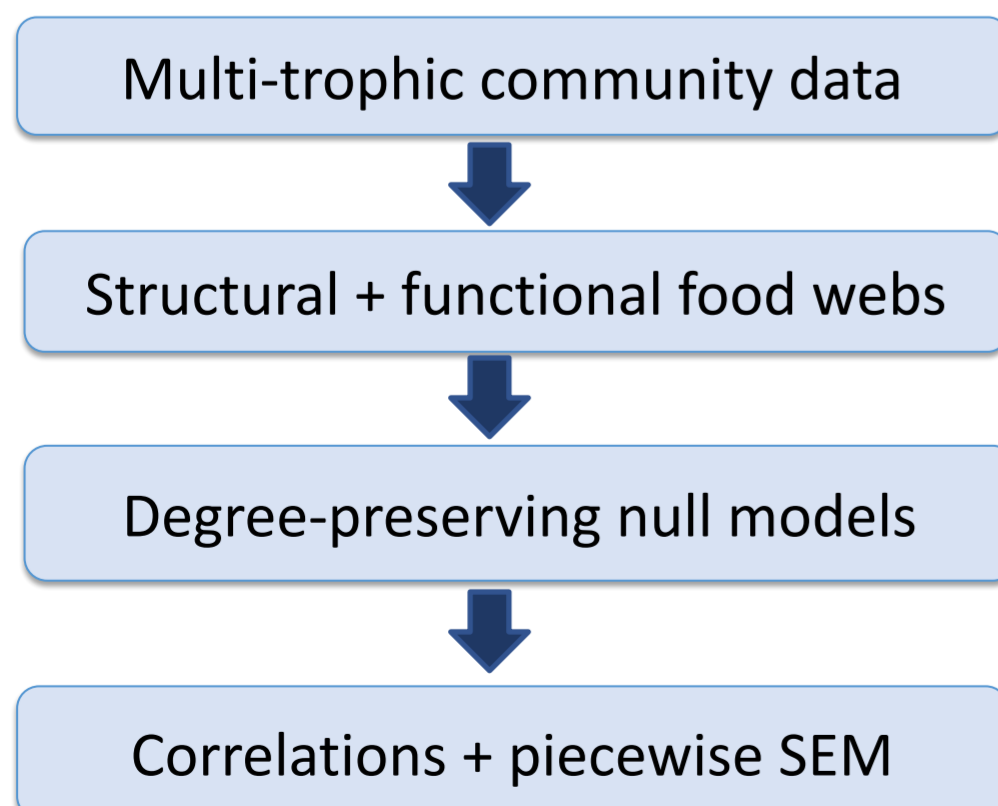 Multi-trophic community data
Structural + functional food webs
Degree-preserving null models
Correlations + piecewise SEM